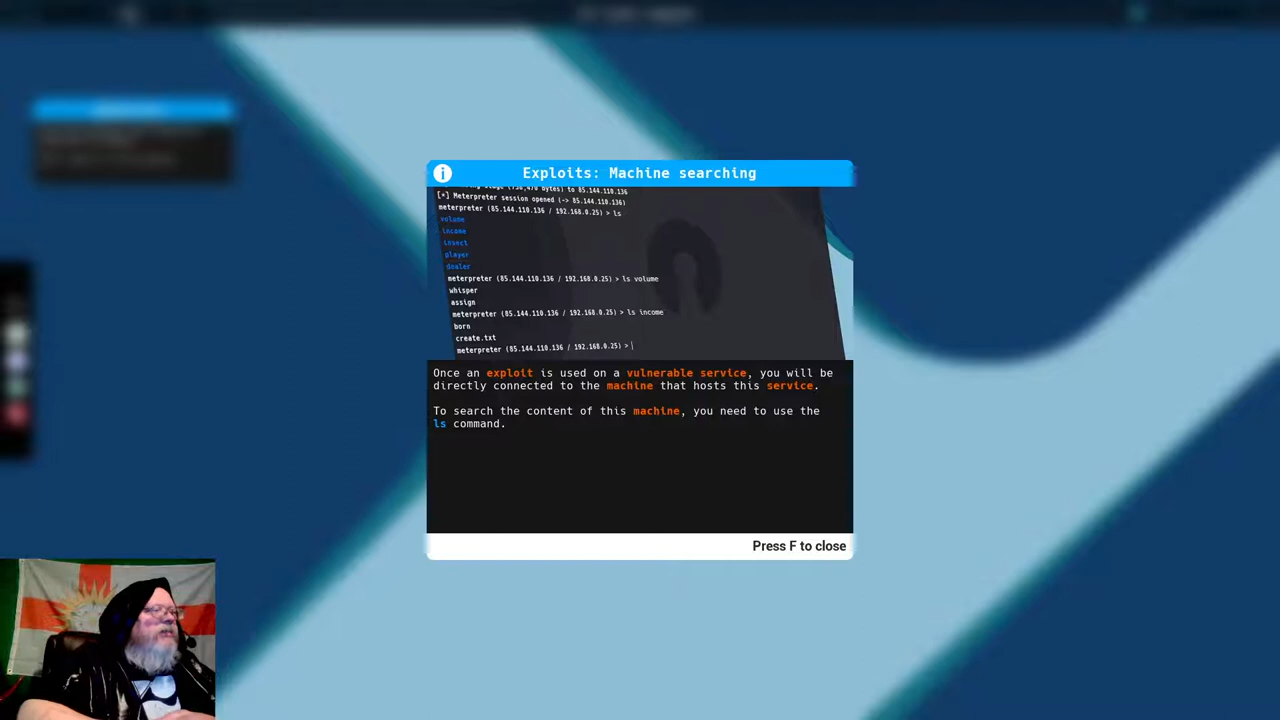 Exploits: Machine searching
to 85.144.110.136
[*] Meterpreter session opened (-> 85.144.110.136)
meterpreter (85.144.110.136 / 192.168.0.25) > ls
volume
income
insect
player
dealer
meterpreter (85.144.110.136 / 192.168.0.25) > ls volume
whisper
assign
meterpreter (85.144.110.136 / 192.168.0.25) > ls income
born
create.txt
meterpreter (85.144.110.136 / 192.168.0.25) >
Once an exploit is used on a vulnerable service, you will be
directly connected to the machine that hosts this service.
To search the content of this machine, you need to use the
ls command.
Press F to close